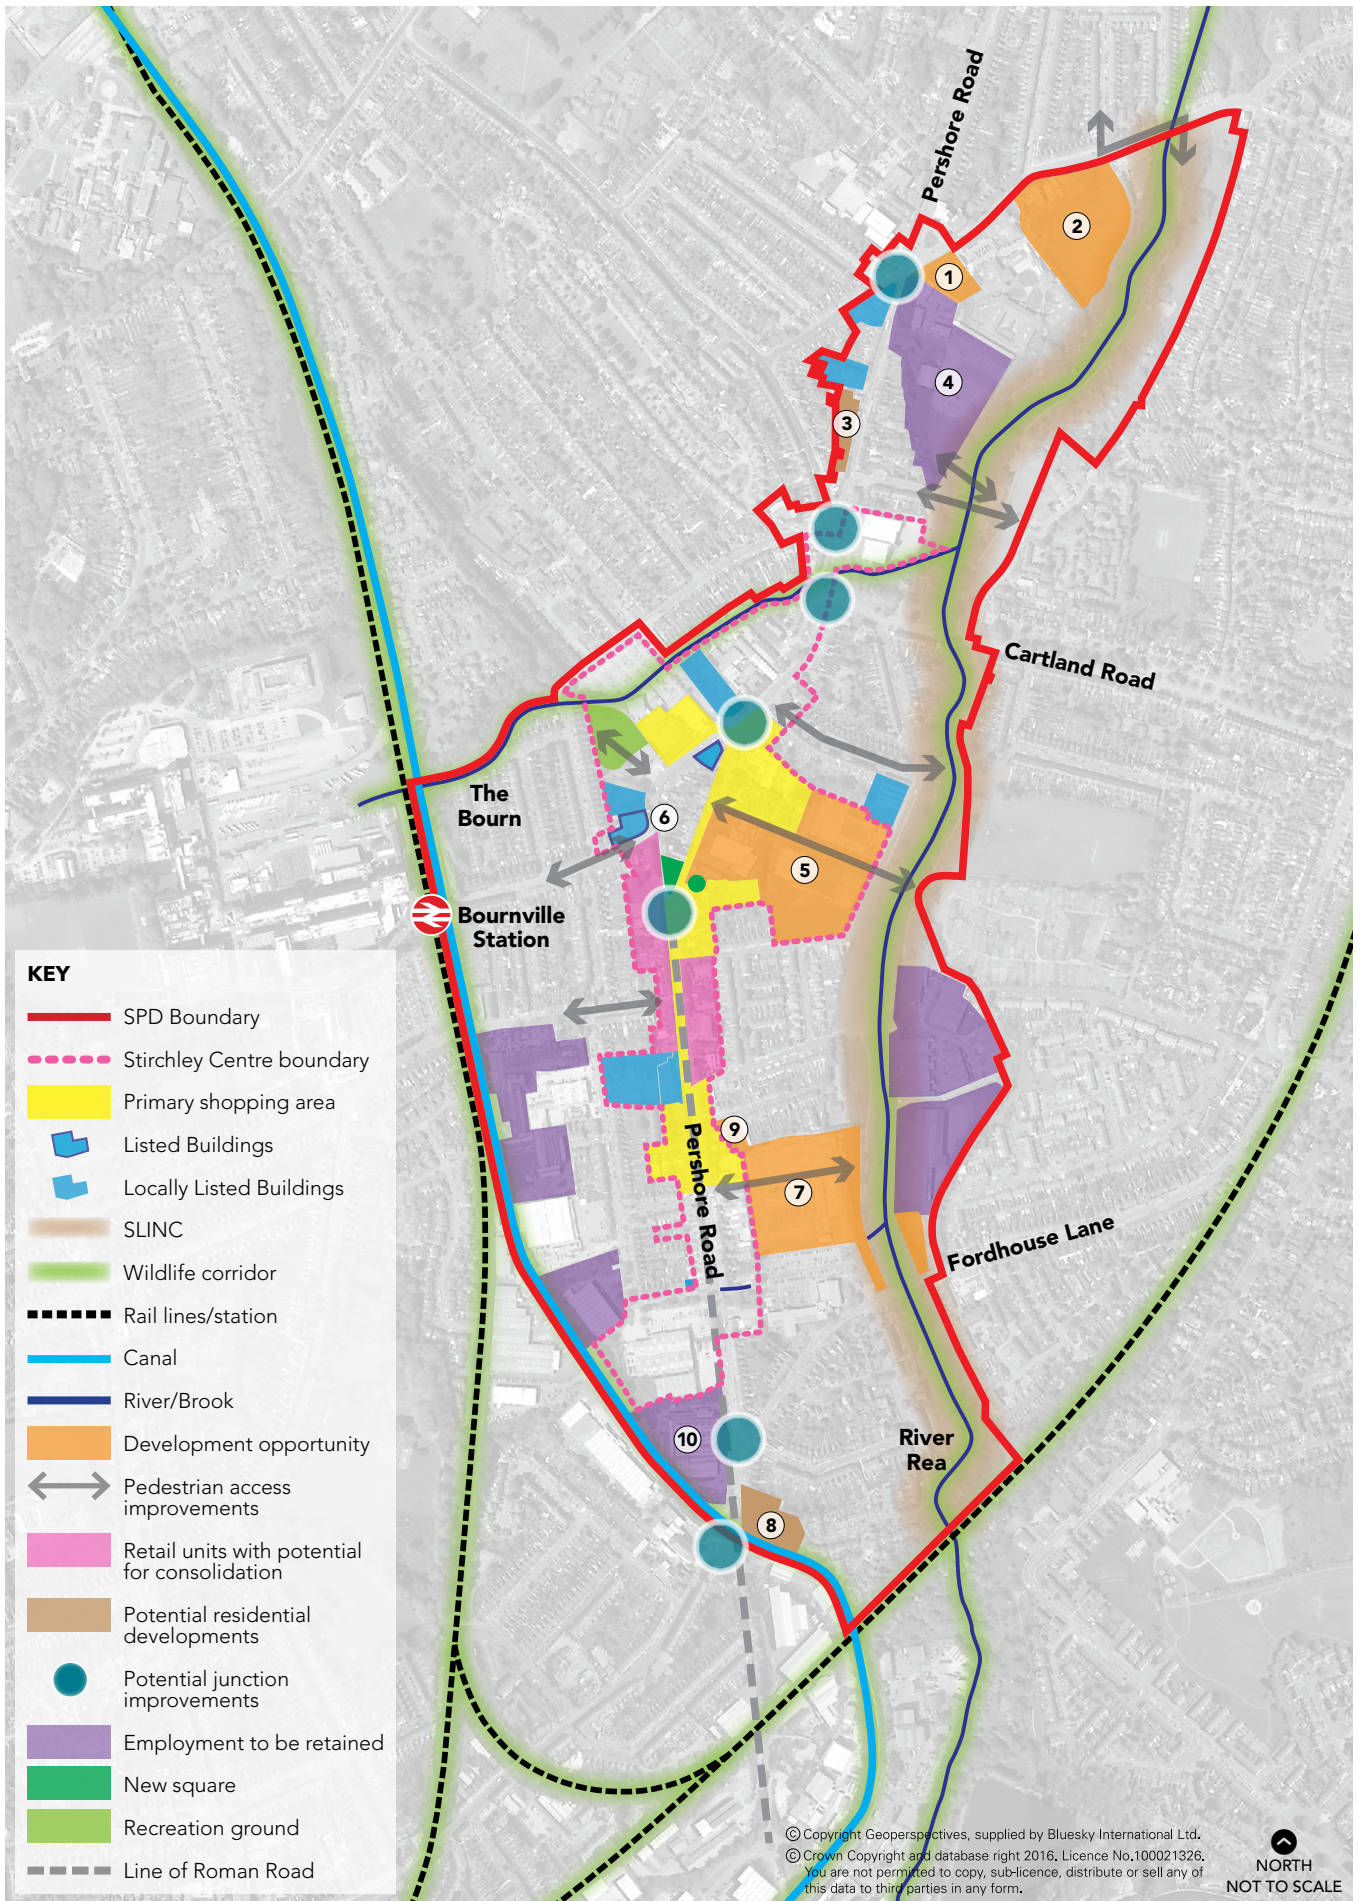 Pershore Road
2
1
4
3
Cartland Road
The
Bourn
6
5
Bournville
Station
9
Pershore Road
7
Fordhouse Lane
10
River
Rea
8
KEY
SPD Boundary
Stirchley Centre boundary
Primary shopping area
Listed Buildings
Locally Listed Buildings
SLINC
Wildlife corridor
Rail lines/station
Canal
River/Brook
Development opportunity
Pedestrian access
improvements
Retail units with potential
for consolidation
Potential residential
developments
Potential junction
improvements
Employment to be retained
New square
Recreation ground
Line of Roman Road
© Copyright Geoperspectives, supplied by Bluesky International Ltd.
© Crown Copyright and database right 2016. Licence No.100021326.
You are not permitted to copy, sub-licence, distribute or sell any of
this data to third parties in any form.
NORTH
NOT TO SCALE